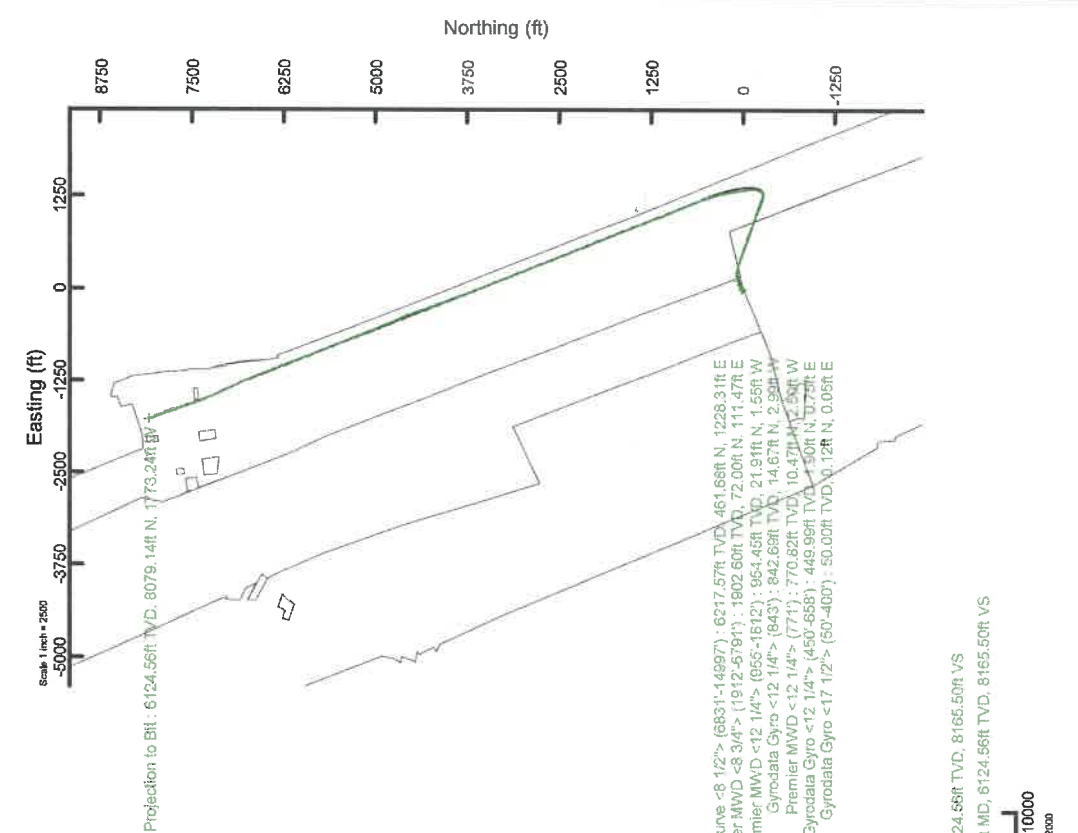 Northing (ft)
8750
7500
6250
5000
3750
2500
1250
0
-1250
Easting (ft)
1250
0
-1250
-2500
-3750
-5000
Scale 1 inch = 2500
Projection to Bit : 6124.56ft TVD, 8079.14ft N, 1773.24ft W
urve <8 1/2"> (6831'-14997') : 6217.57ft TVD, 461.68ft N, 1228.31ft E
er MWD <8 3/4"> (1912'-6791') : 1902.60ft TVD, 72.00ft N, 111.47ft E
mier MWD <12 1/4"> (955'-1612') : 954.45ft TVD, 21.91ft N, 1.55ft W
Gyrodata Gyro <12 1/4"> (843') : 842.69ft TVD, 14.67ft N, 2.99ft W
Premier MWD <12 1/4"> (771') : 770.82ft TVD, 10.47ft N, 2.59ft W
Gyrodata Gyro <12 1/4"> (450'-658') : 449.99ft TVD, 1.90ft N, 0.75ft E
Gyrodata Gyro <17 1/2"> (50'-400') : 50.00ft TVD, 0.12ft N, 0.05ft E
24.56ft TVD, 8165.50ft VS
MD, 6124.56ft TVD, 8165.50ft VS
10000